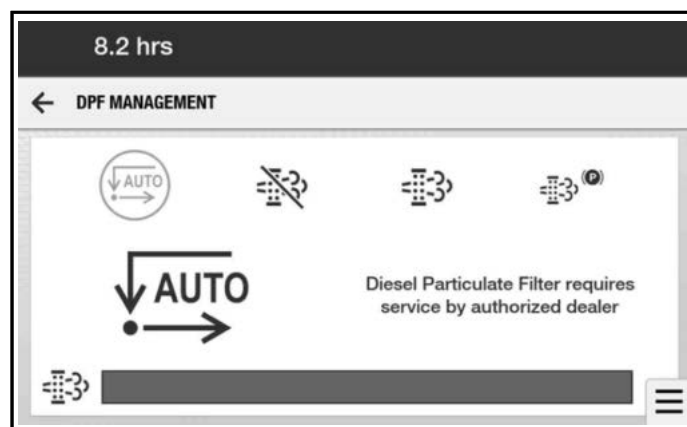 8.2 hrs
DPF MANAGEMENT
AUTO
(P)
AUTO
Diesel Particulate Filter requires
service by authorized dealer